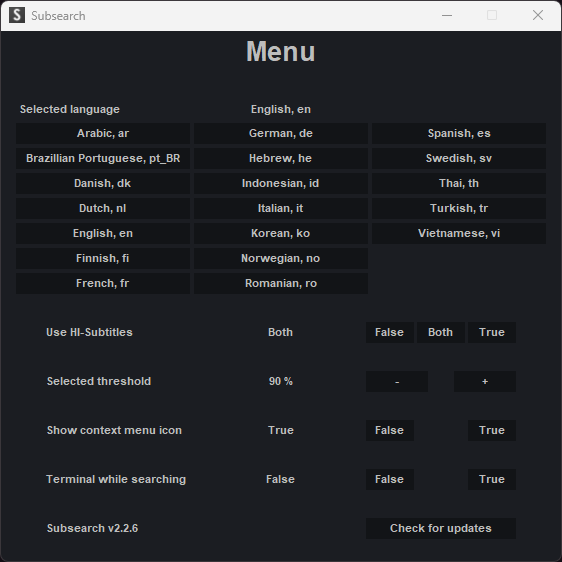 S Subsearch
Menu
Selected language English, en
Arabic, ar German, de Spanish, es
Brazillian Portuguese, pt_BR Hebrew, he Swedish, sv
Danish, dk Indonesian, id Thai, th
Dutch, nl Italian, it Turkish, tr
English, en Korean, ko Vietnamese, vi
Finnish, fi Norwegian, no
French, fr Romanian, ro
Use HI-Subtitles Both False Both True
Selected threshold 90 % - +
Show context menu icon True False True
Terminal while searching False False True
Subsearch v2.2.6 Check for updates